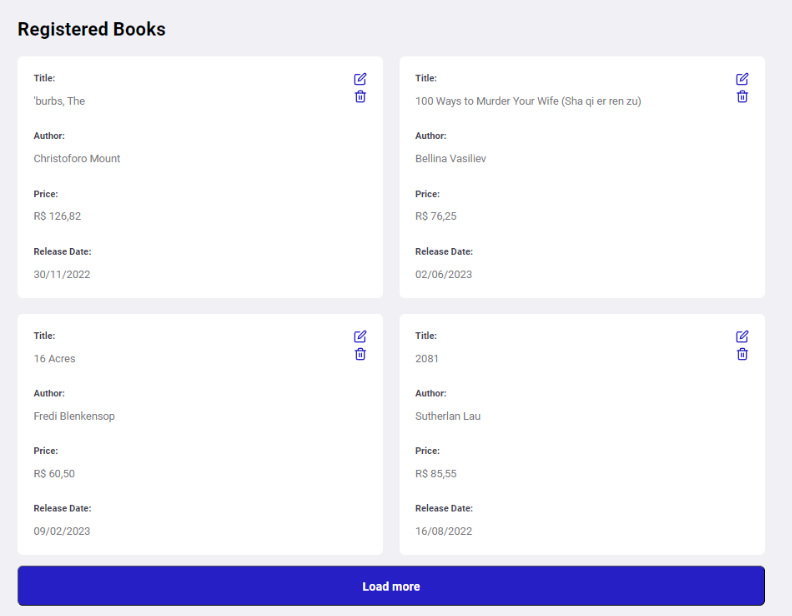 Registered Books
Title:
'burbs, The
Author:
Christoforo Mount
Price:
R$ 126,82
Release Date:
30/11/2022
Title:
100 Ways to Murder Your Wife (Sha qi er ren zu)
Author:
Bellina Vasiliev
Price:
R$ 76,25
Release Date:
02/06/2023
Title:
16 Acres
Author:
Fredi Blenkensop
Price:
R$ 60,50
Release Date:
09/02/2023
Title:
2081
Author:
Sutherlan Lau
Price:
R$ 85,55
Release Date:
16/08/2022
Load more